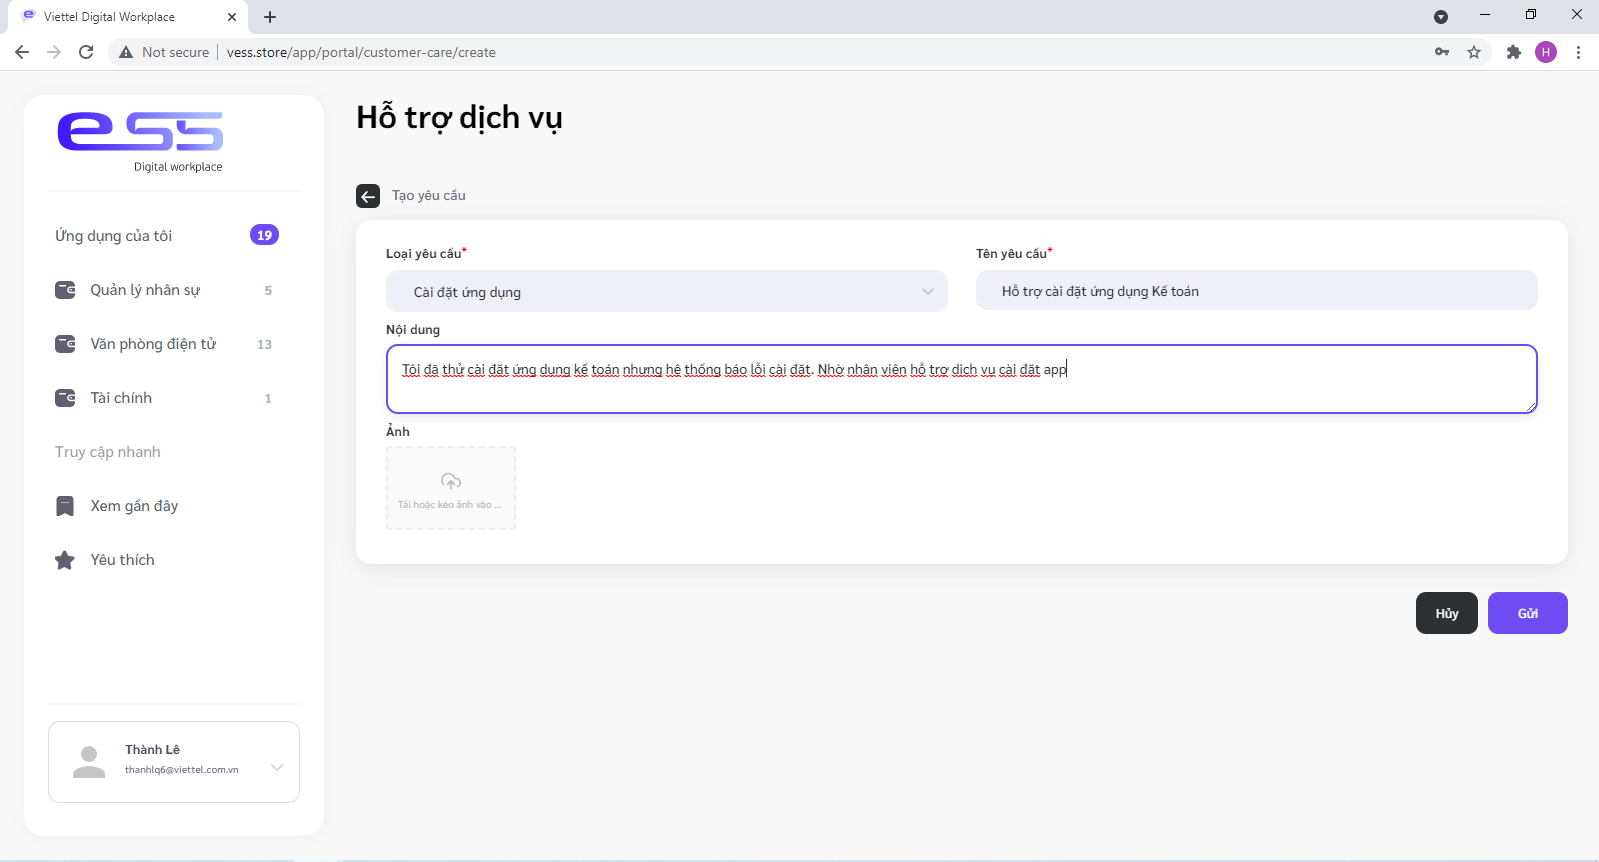 Viettel Digital Workplace
Not secure
vess.store/app/portal/customer-care/create
H
ess
Digital workplace
Ứng dụng của tôi
19
Quản lý nhân sự
5
Văn phòng điện tử
13
Tài chính
1
Truy cập nhanh
Xem gần đây
Yêu thích
Thành Lê
thanhlq6@viettel.com.vn
Hỗ trợ dịch vụ
Tạo yêu cầu
Loại yêu cầu*
Tên yêu cầu*
Cài đặt ứng dụng
Hỗ trợ cài đặt ứng dụng Kế toán
Nội dung
Tôi đã thử cài đặt ứng dụng kế toán nhưng hệ thống báo lỗi cài đặt. Nhờ nhân viên hỗ trợ dịch vụ cài đặt app
Ảnh
Tải hoặc kéo ảnh vào ...
Hủy
Gửi